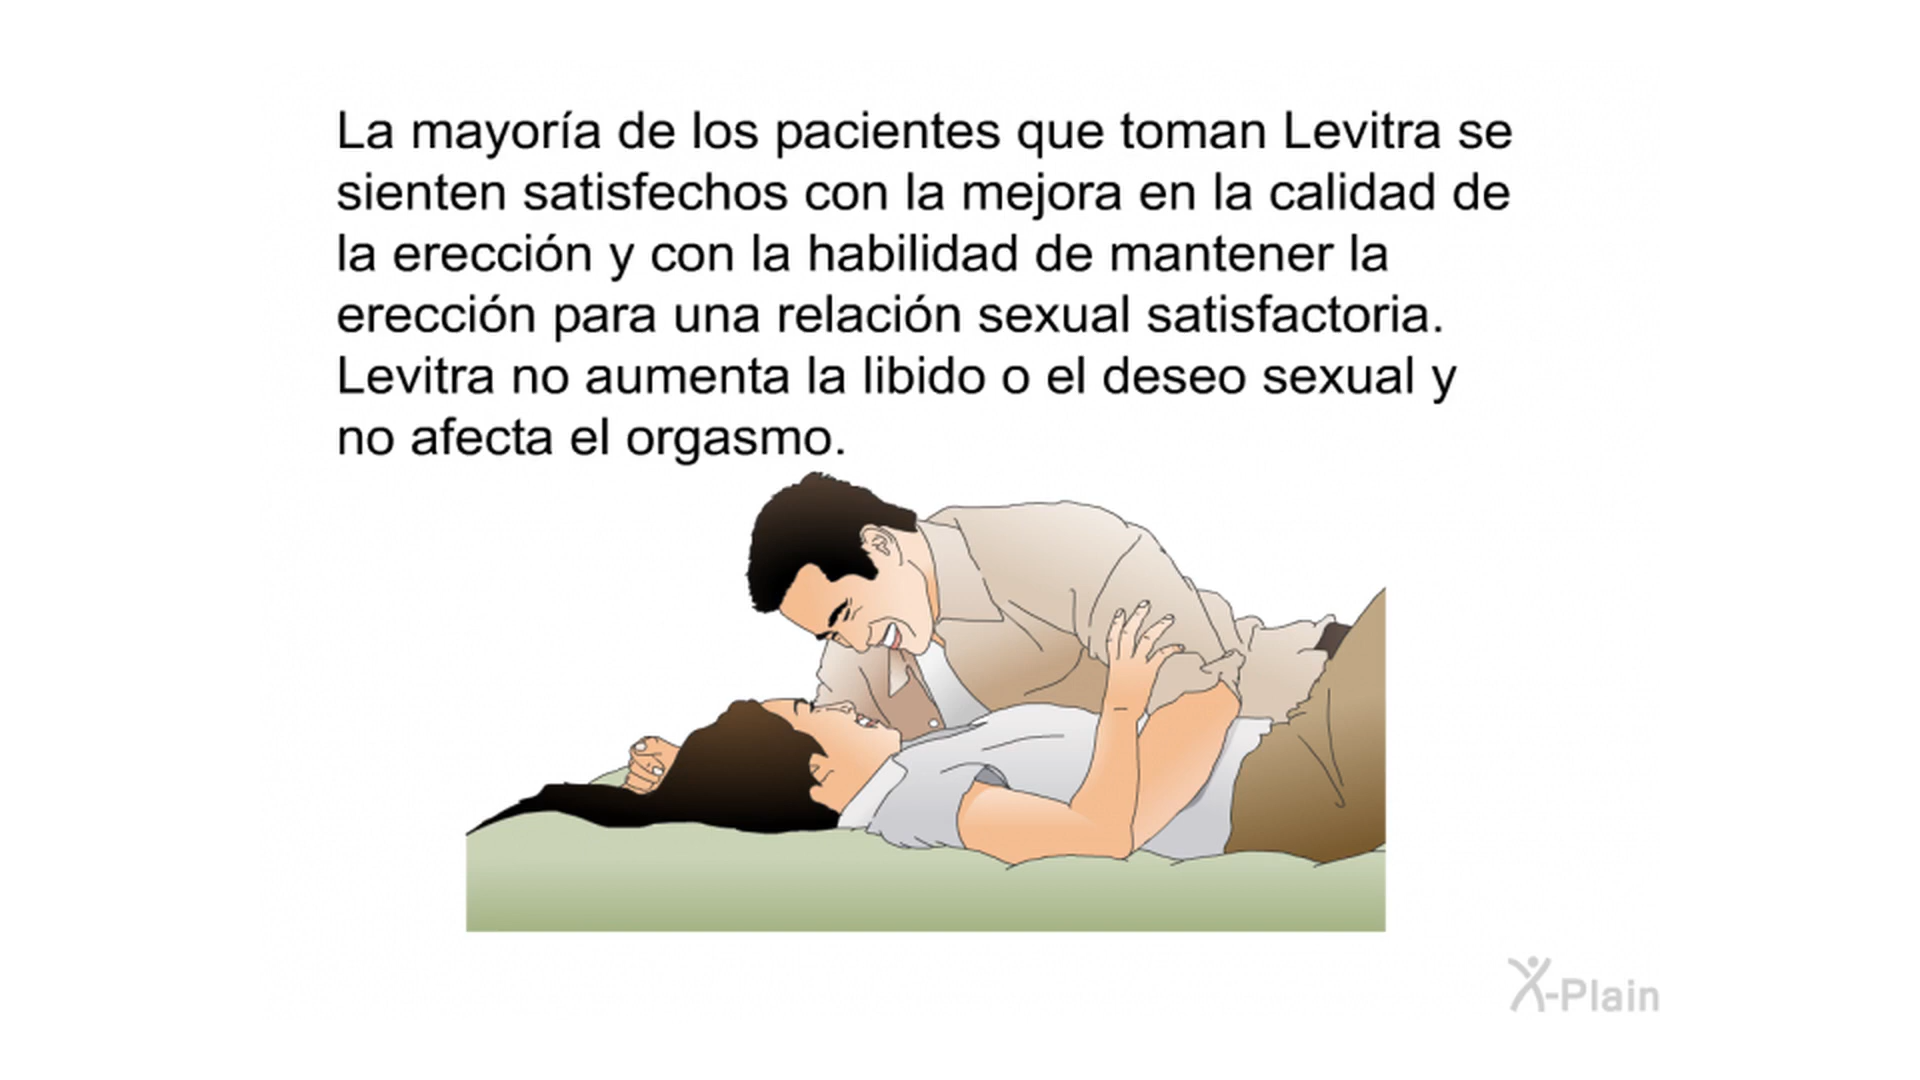 La mayoría de los pacientes que toman Levitra se
sienten satisfechos con la mejora en la calidad de
la erección y con la habilidad de mantener la
erección para una relación sexual satisfactoria.
Levitra no aumenta la libido o el deseo sexual y
no afecta el orgasmo.
X-Plain